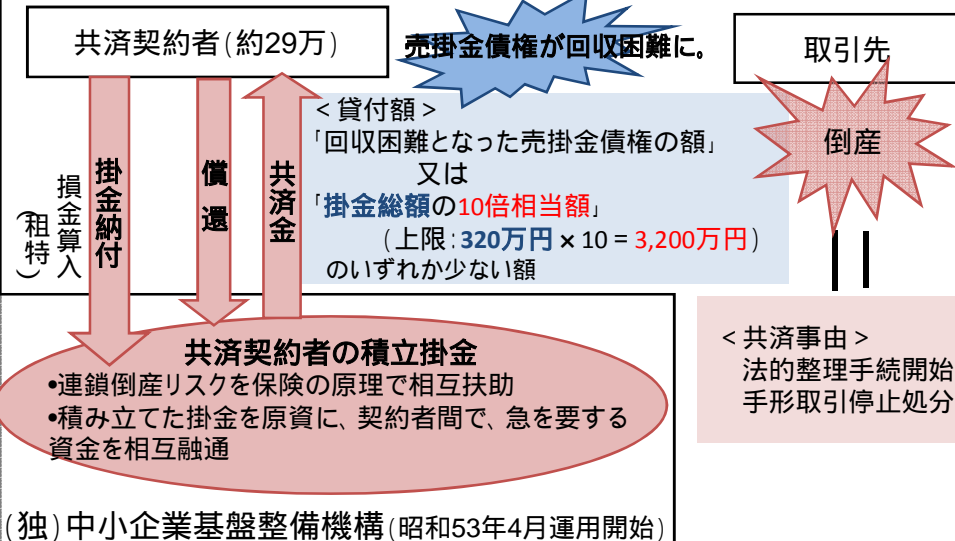 共済契約者(約29万)
売掛金債権が回収困難に。
取引先
倒産
<貸付額>
「回収困難となった売掛金債権の額」
又は
「掛金総額の10倍相当額」
(上限:320万円×10=3,200万円)
のいずれか少ない額
掛金納付
損金算入
(租特)
償還
共済金
<共済事由>
法的整理手続開始
手形取引停止処分
共済契約者の積立掛金
•連鎖倒産リスクを保険の原理で相互扶助
•積み立てた掛金を原資に、契約者間で、急を要する
資金を相互融通
(独)中小企業基盤整備機構(昭和53年4月運用開始)